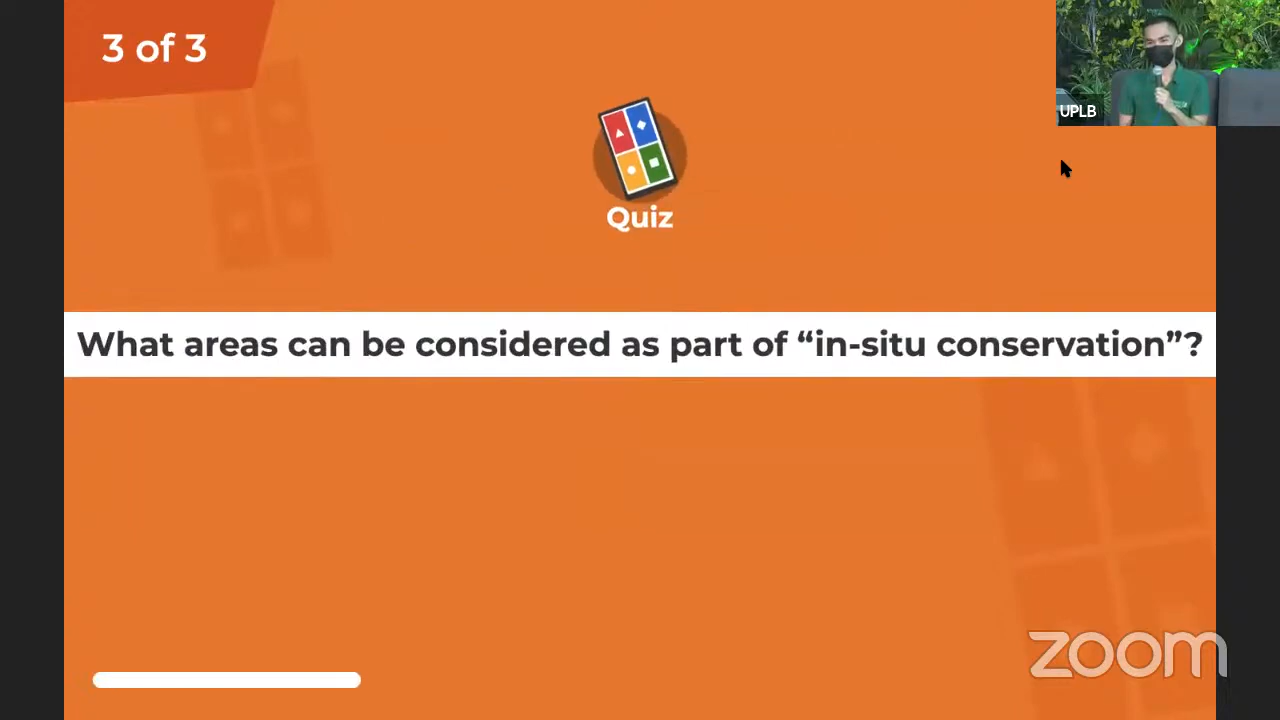 3 of 3
UPLB
Quiz
What areas can be considered as part of “in-situ conservation”?
zoom